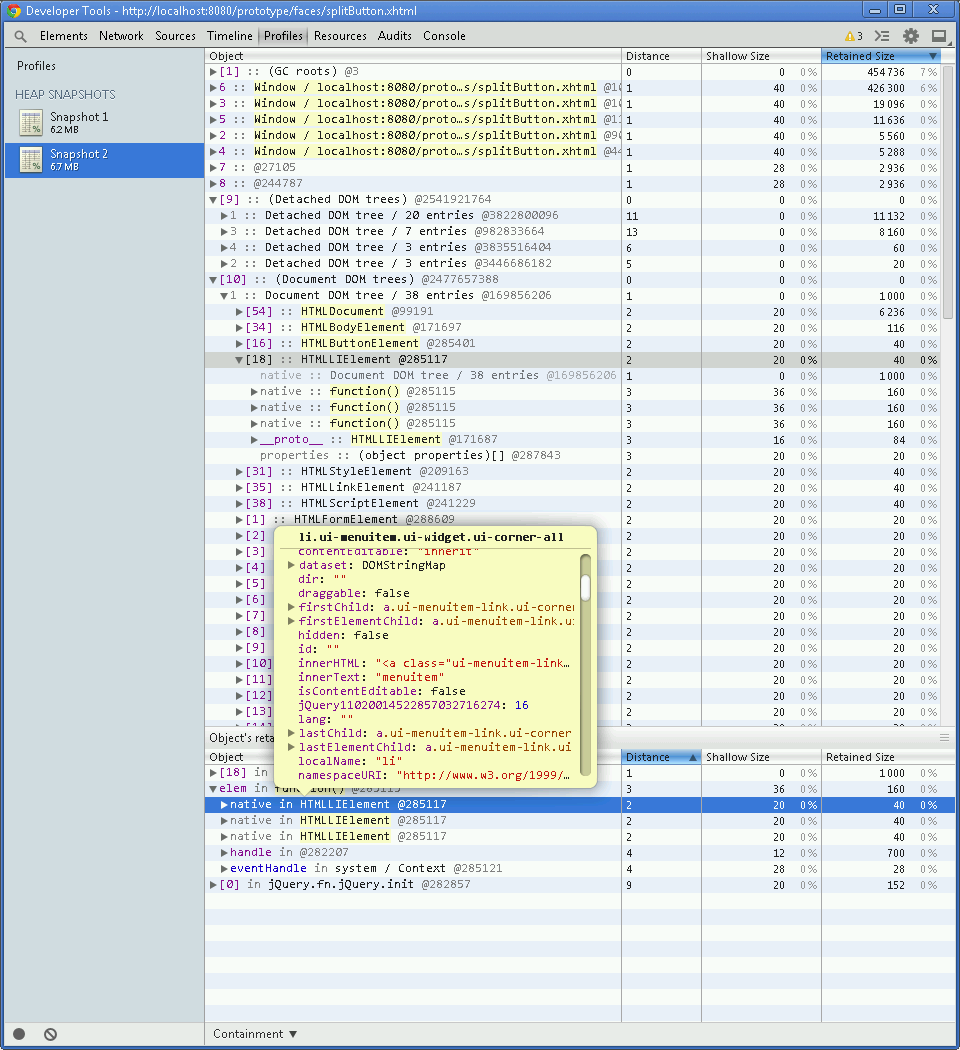 Developer Tools - http://localhost:8080/prototype/faces/splitButton.xhtml
Elements Network Sources Timeline Profiles Resources Audits Console 3
Profiles
HEAP SNAPSHOTS
Snapshot 1
6.2 MB
Snapshot 2
6.7 MB
Object Distance Shallow Size Retained Size ▼
▶[1] :: (GC roots) @3 0 0 0% 454 736 7%
▶6 :: Window / localhost:8080/proto…s/splitButton.xhtml 1 40 0% 426 300 6%
▶3 :: Window / localhost:8080/proto…s/splitButton.xhtml 1 40 0% 19 096 0%
▶5 :: Window / localhost:8080/proto…s/splitButton.xhtml 1 40 0% 11 636 0%
▶2 :: Window / localhost:8080/proto…s/splitButton.xhtml 1 40 0% 5 560 0%
▶4 :: Window / localhost:8080/proto…s/splitButton.xhtml 1 40 0% 5 288 0%
▶7 :: @27105 1 28 0% 2 936 0%
▶8 :: @244787 1 28 0% 2 936 0%
▼[9] :: (Detached DOM trees) @2541921764 0 0 0% 0 0%
▶1 :: Detached DOM tree / 20 entries @3822800096 11 0 0% 11 132 0%
▶3 :: Detached DOM tree / 7 entries @982833664 13 0 0% 8 160 0%
▶4 :: Detached DOM tree / 3 entries @3835516404 6 0 0% 60 0%
▶2 :: Detached DOM tree / 3 entries @3446686182 5 0 0% 20 0%
▼[10] :: (Document DOM trees) @2477657388 0 0 0% 0 0%
▼1 :: Document DOM tree / 38 entries @169856206 1 0 0% 1 000 0%
▶[54] :: HTMLDocument @99191 2 20 0% 6 236 0%
▶[34] :: HTMLBodyElement @171697 2 20 0% 116 0%
▶[16] :: HTMLButtonElement @285401 2 20 0% 40 0%
▼[18] :: HTMLLIElement @285117 2 20 0% 40 0%
native :: Document DOM tree / 38 entries @169856206 1 0 0% 1 000 0%
▶native :: function() @285115 3 36 0% 160 0%
▶native :: function() @285115 3 36 0% 160 0%
▶native :: function() @285115 3 36 0% 160 0%
▶__proto__ :: HTMLLIElement @171687 3 16 0% 84 0%
properties :: (object properties)[] @287843 3 20 0% 20 0%
▶[31] :: HTMLStyleElement @209163 2 20 0% 40 0%
▶[35] :: HTMLLinkElement @241187 2 20 0% 40 0%
▶[38] :: HTMLScriptElement @241229 2 20 0% 40 0%
▶[1] :: HTMLFormElement @288609 2 20 0% 40 0%
▶[2] 2 20 0% 40 0%
▶[3] 2 20 0% 40 0%
▶[4] 2 20 0% 40 0%
▶[5] 2 20 0% 40 0%
▶[6] 2 20 0% 40 0%
▶[7] 2 20 0% 40 0%
▶[8] 2 20 0% 40 0%
▶[9] 2 20 0% 40 0%
▶[10] 2 20 0% 40 0%
▶[11] 2 20 0% 40 0%
▶[12] 2 20 0% 40 0%
▶[13] 2 20 0% 40 0%
li.ui-menuitem.ui-widget.ui-corner-all
contentEditable: "inherit"
▶ dataset: DOMStringMap
dir: ""
draggable: false
▶ firstChild: a.ui-menuitem-link.ui-corner
▶ firstElementChild: a.ui-menuitem-link.ui
hidden: false
id: ""
innerHTML: "<a class="ui-menuitem-link…
innerText: "menuitem"
isContentEditable: false
jQuery11020014522857032716274: 16
lang: ""
▶ lastChild: a.ui-menuitem-link.ui-corner
▶ lastElementChild: a.ui-menuitem-link.ui
localName: "li"
namespaceURI: "http://www.w3.org/1999/…
Object's reta
Object Distance ▲ Shallow Size Retained Size
▶[18] in 1 0 0% 1 000 0%
▼elem in function() @285115 3 36 0% 160 0%
▶native in HTMLLIElement @285117 2 20 0% 40 0%
▶native in HTMLLIElement @285117 2 20 0% 40 0%
▶native in HTMLLIElement @285117 2 20 0% 40 0%
▶handle in @282207 4 12 0% 700 0%
▶eventHandle in system / Context @285121 4 28 0% 28 0%
▶[0] in jQuery.fn.jQuery.init @282857 9 20 0% 152 0%
Containment ▼